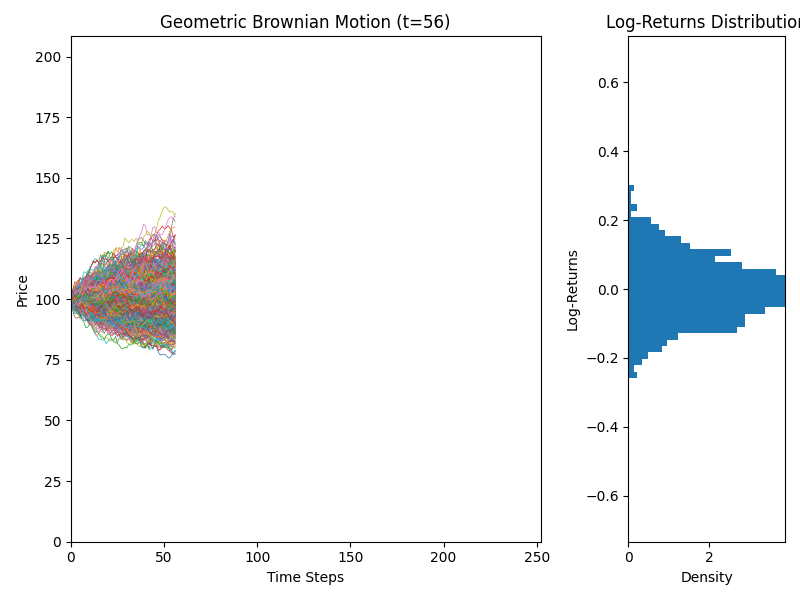 Geometric Brownian Motion (t=56)
Price
200
175
150
125
100
75
50
25
0
0 50 100 150 200 250
Time Steps
Log-Returns Distribution
Log-Returns
0.6
0.4
0.2
0.0
−0.2
−0.4
−0.6
0 2
Density